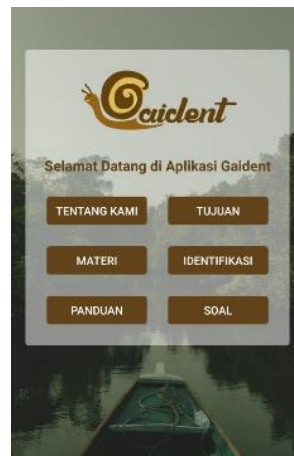 Gaident
Selamat Datang di Aplikasi Gaident
TENTANG KAMI
TUJUAN
MATERI
IDENTIFIKASI
PANDUAN
SOAL